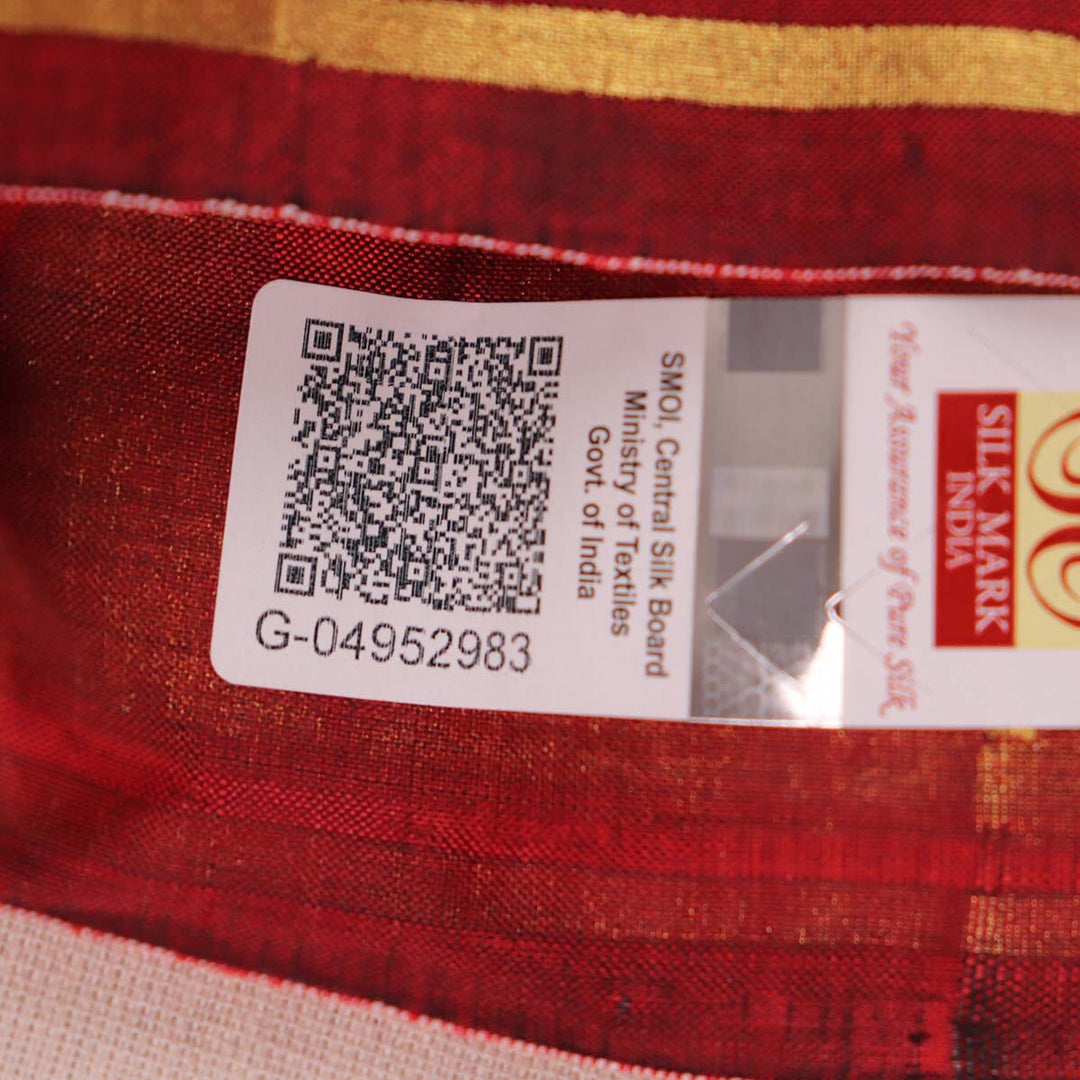 G-04952983
SMOI, Central Silk Board
Ministry of Textiles
Govt. of India
Your Assurance of Pure Silk
SILK MARK
INDIA